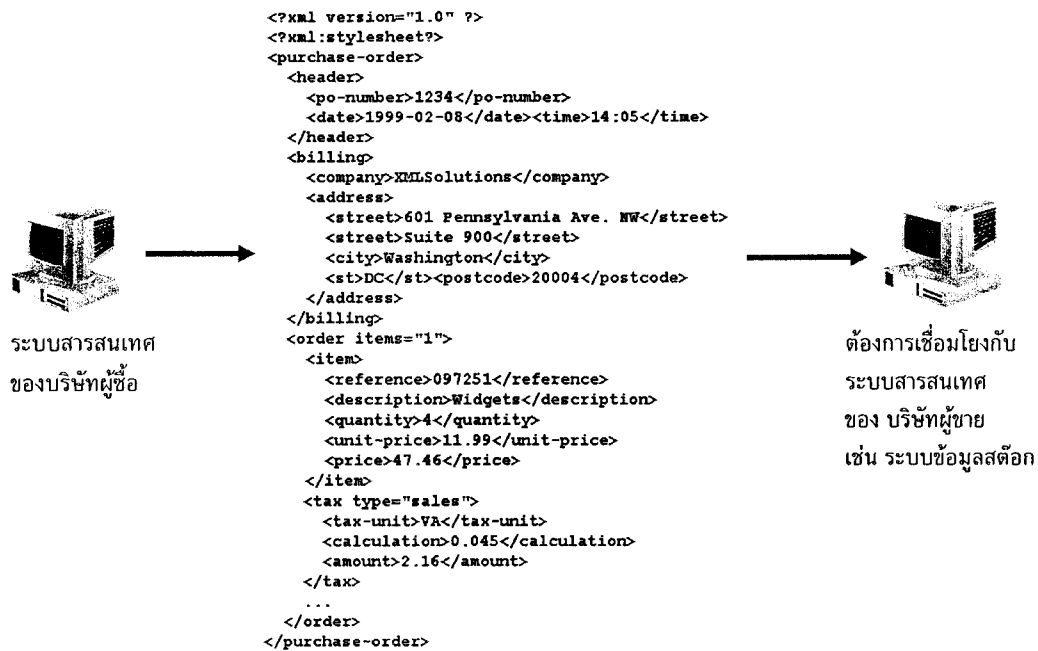 <?xml version="1.0" ?>
<?xml:stylesheet?>
<purchase-order>
<header>
<po-number>1234</po-number>
<date>1999-02-08</date><time>14:05</time>
</header>
<billing>
<company>XMLSolutions</company>
<address>
<street>601 Pennsylvania Ave. NW</street>
<street>Suite 900</street>
<city>Washington</city>
<st>DC</st><postcode>20004</postcode>
</address>
</billing>
<order items="1">
<item>
<reference>097251</reference>
<description>Widgets</description>
<quantity>4</quantity>
<unit-price>11.99</unit-price>
<price>47.46</price>
</item>
<tax type="sales">
<tax-unit>VA</tax-unit>
<calculation>0.045</calculation>
<amount>2.16</amount>
</tax>
...
</order>
</purchase-order>
ระบบสารสนเทศ
ของบริษัทผู้ซื้อ
ต้องการเชื่อมโยงกับ
ระบบสารสนเทศ
ของ บริษัทผู้ขาย
เช่น ระบบข้อมูลสต๊อก